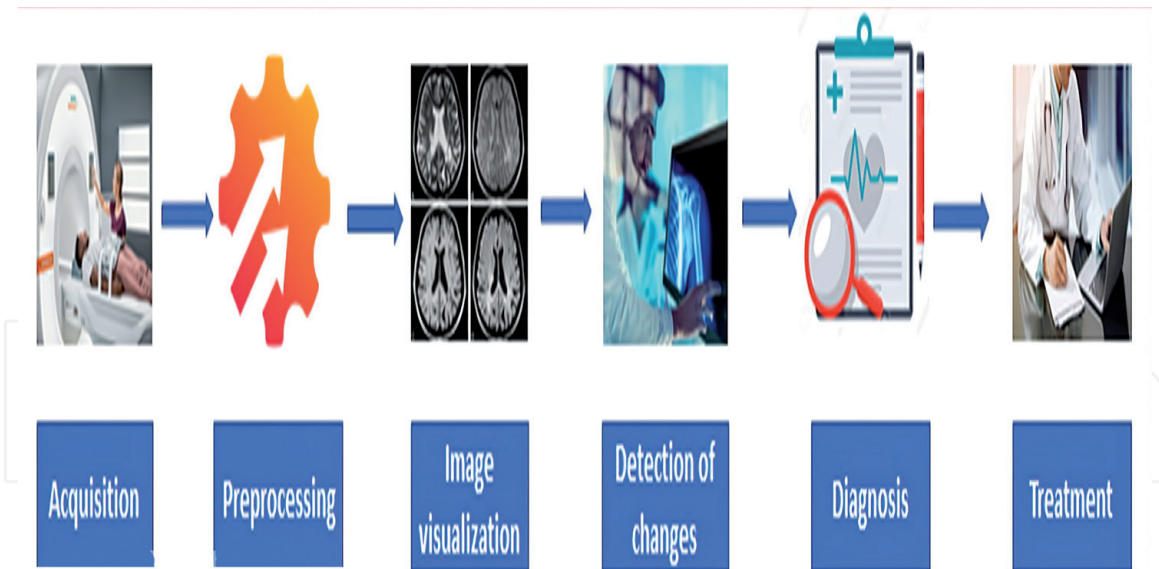 Acquisition
Preprocessing
Image
visualization
Detection of
changes
Diagnosis
Treatment